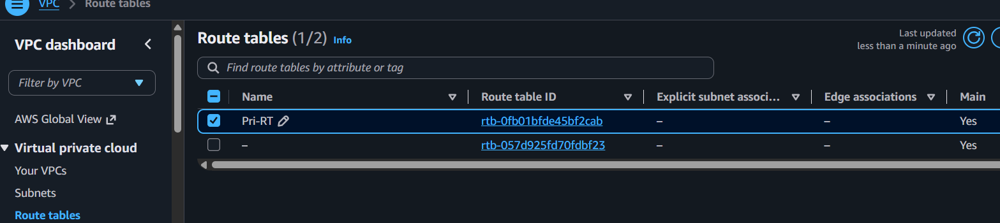 VPC > Route tables
VPC dashboard
Filter by VPC
AWS Global View
Virtual private cloud
Your VPCs
Subnets
Route tables
Route tables (1/2) Info
Last updated
less than a minute ago
Find route tables by attribute or tag
Name Route table ID Explicit subnet associ... Edge associations Main
Pri-RT rtb-0fb01bfde45bf2cab – – Yes
– rtb-057d925fd70fdbf23 – – Yes